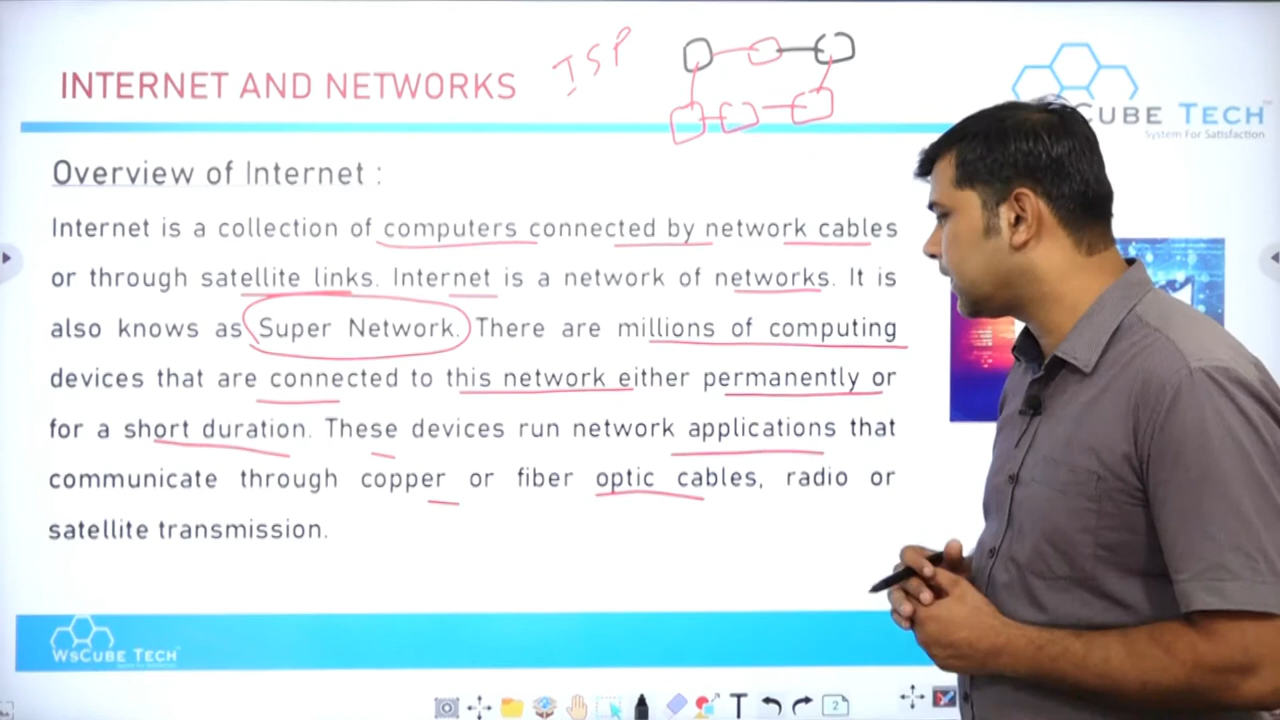 ISP
INTERNET AND NETWORKS
CUBE TECH
System For Satisfaction
Overview of Internet :
Internet is a collection of computers connected by network cables
or through satellite links. Internet is a network of networks. It is
also knows as Super Network. There are millions of computing
devices that are connected to this network either permanently or
for a short duration. These devices run network applications that
communicate through copper or fiber optic cables, radio or
satellite transmission.
WSCUBE TECH
T
2